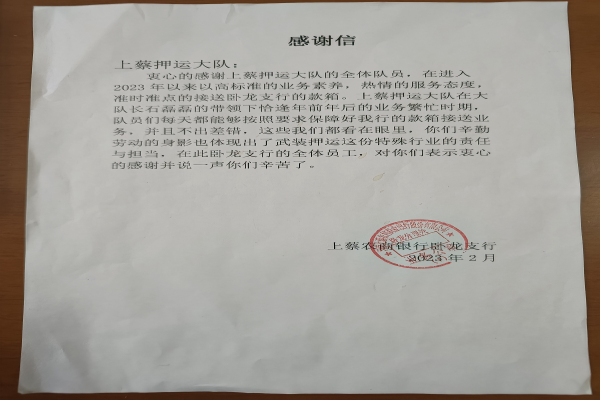 感谢信
上蔡押运大队：
衷心的感谢上蔡押运大队的全体队员，在进入
2023年以来以高标准的业务素养，热情的服务态度，
准时准点的接送卧龙支行的款箱。上蔡押运大队在大
队长石磊磊的带领下恰逢年前年后的业务繁忙时期，
队员们每天都能够按照要求保障好我行的款箱接送业
务，并且不出差错，这些我们都看在眼里，你们辛勤
劳动的身影也体现出了武装押运这份特殊行业的责任
与担当，在此卧龙支行的全体员工，对你们表示衷心
的感谢并说一声你们辛苦了。
上蔡农商银行卧龙支行
2023年2月